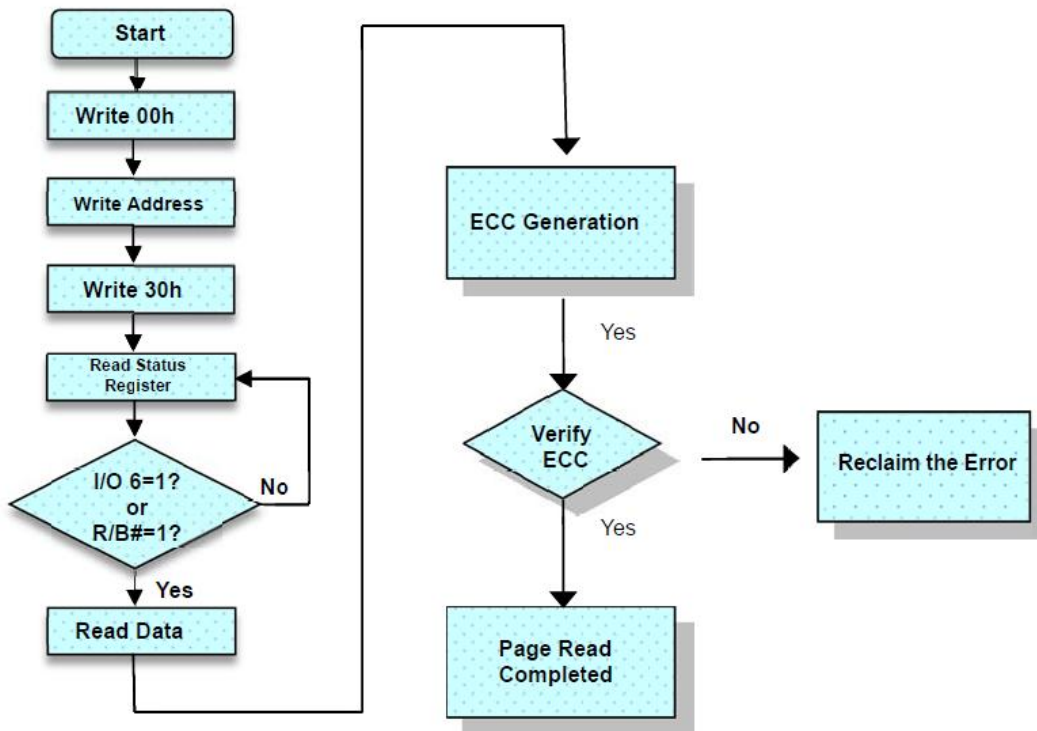 Start
Write 00h
Write Address
Write 30h
Read Status
Register
I/O 6=1?
or
R/B#=1?
No
Yes
Read Data
ECC Generation
Yes
Verify
ECC
No
Reclaim the Error
Yes
Page Read
Completed